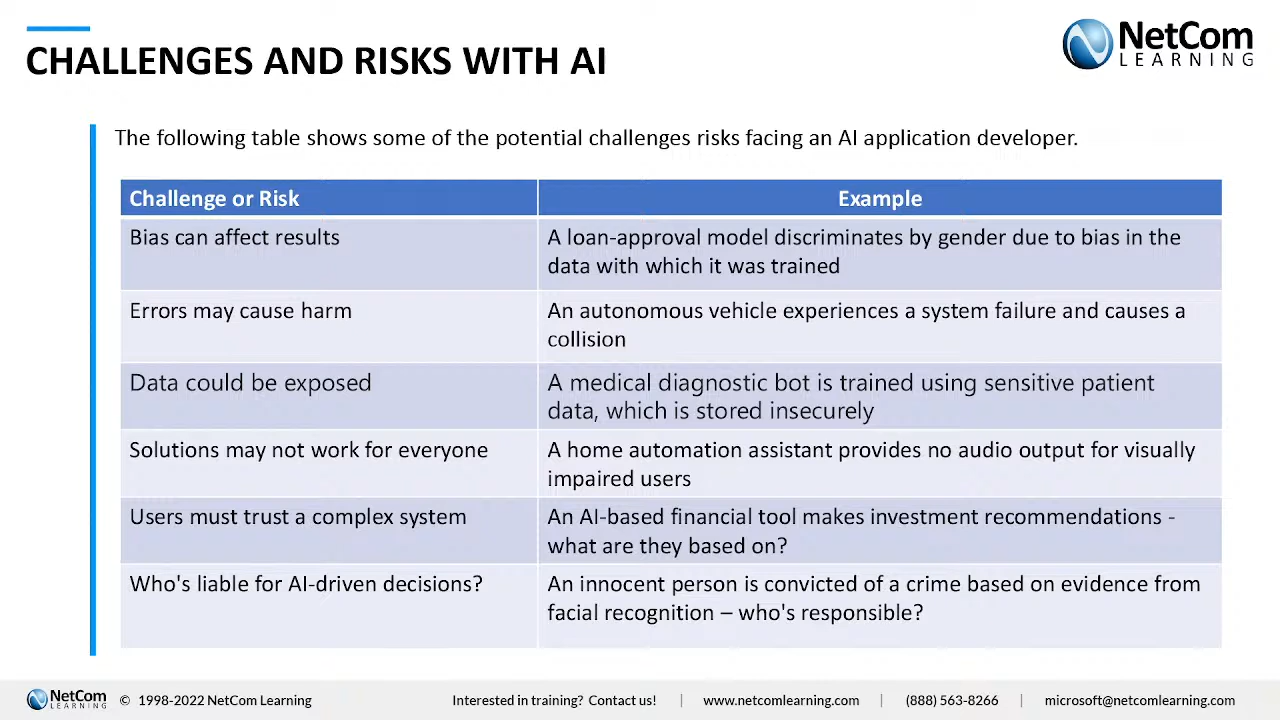 CHALLENGES AND RISKS WITH AI
NetCom
LEARNING
The following table shows some of the potential challenges risks facing an AI application developer.
Challenge or Risk
Example
Bias can affect results
A loan-approval model discriminates by gender due to bias in the
data with which it was trained
Errors may cause harm
An autonomous vehicle experiences a system failure and causes a
collision
Data could be exposed
A medical diagnostic bot is trained using sensitive patient
data, which is stored insecurely
Solutions may not work for everyone
A home automation assistant provides no audio output for visually
impaired users
Users must trust a complex system
An AI-based financial tool makes investment recommendations -
what are they based on?
Who's liable for AI-driven decisions?
An innocent person is convicted of a crime based on evidence from
facial recognition – who's responsible?
NetCom
LEARNING
© 1998-2022 NetCom Learning
Interested in training? Contact us! | www.netcomlearning.com | (888) 563-8266 | microsoft@netcomlearning.com